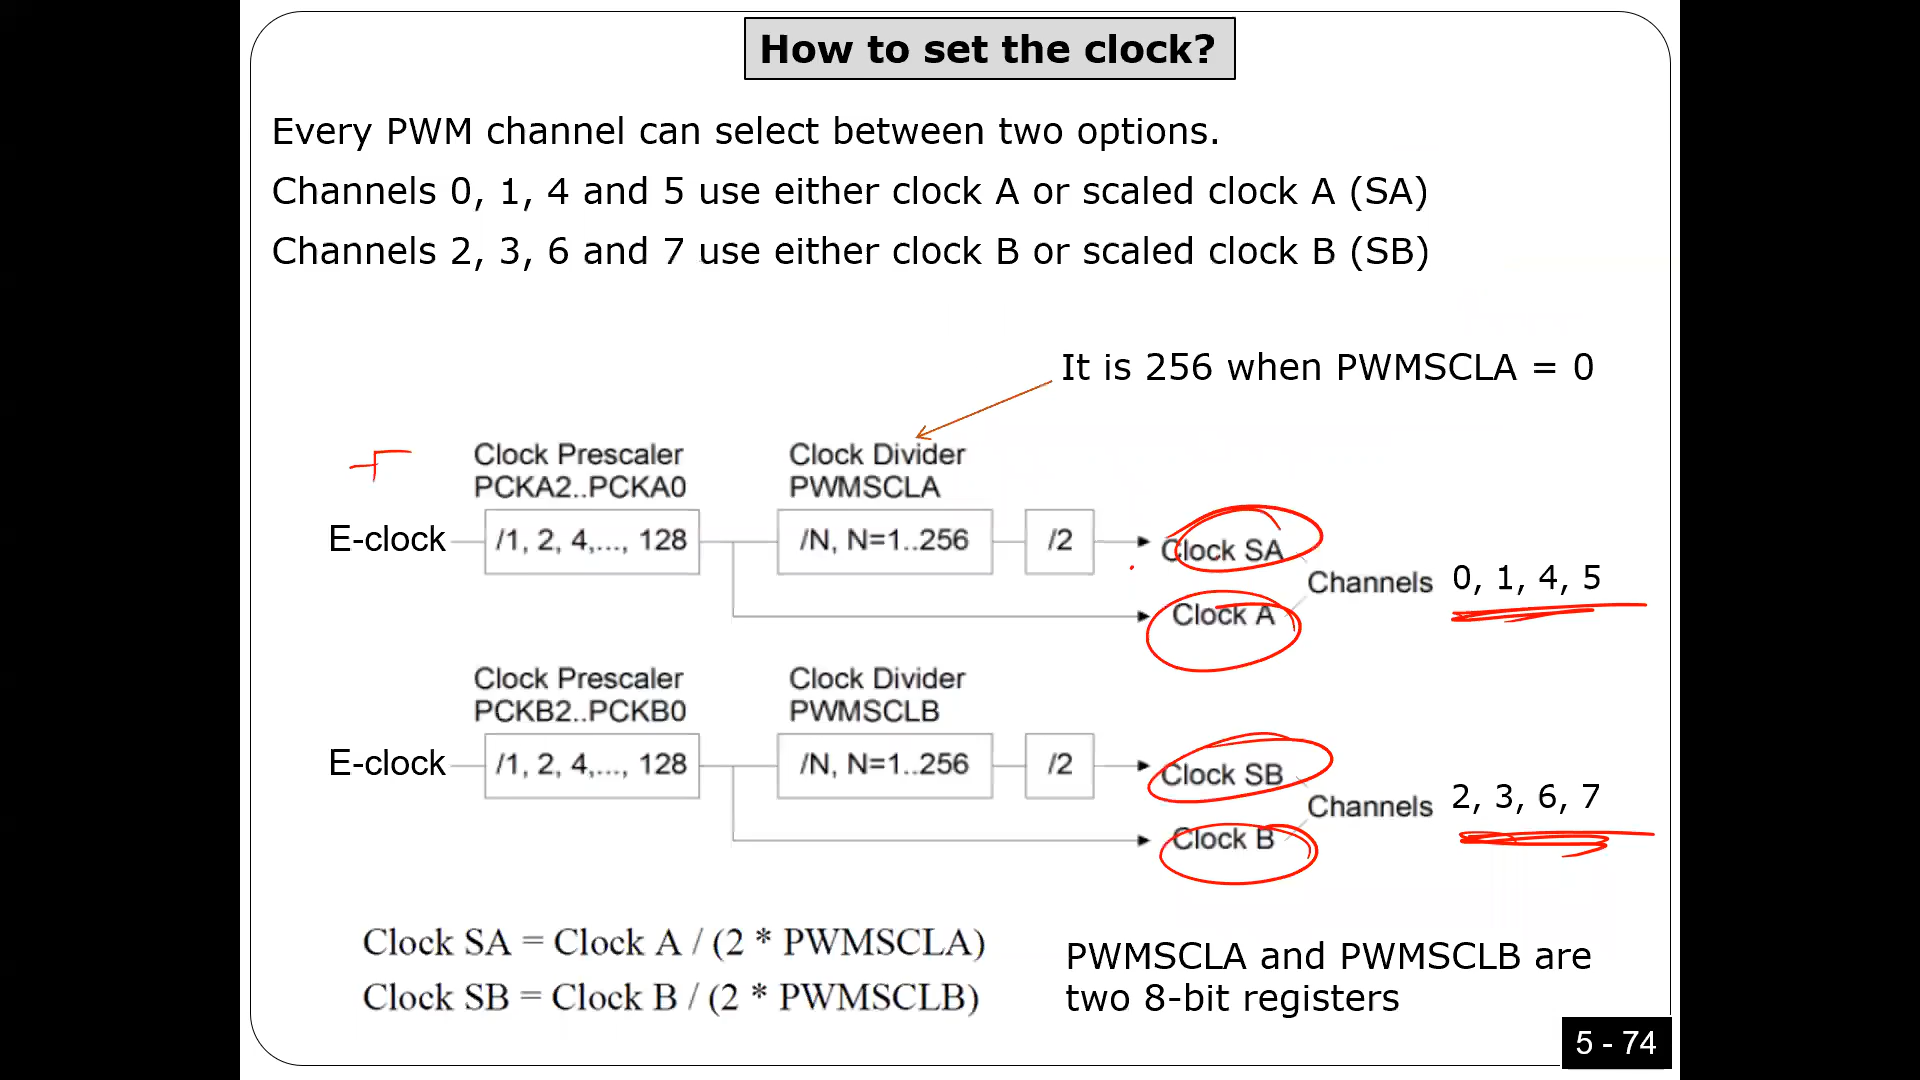 How to set the clock?
Every PWM channel can select between two options.
Channels 0, 1, 4 and 5 use either clock A or scaled clock A (SA)
Channels 2, 3, 6 and 7 use either clock B or scaled clock B (SB)
It is 256 when PWMSCLA = 0
Clock Prescaler
PCKA2..PCKA0
Clock Divider
PWMSCLA
E-clock
/1, 2, 4,..., 128
/N, N=1..256
/2
Clock SA
Clock A
Channels 0, 1, 4, 5
Clock Prescaler
PCKB2..PCKB0
Clock Divider
PWMSCLB
E-clock
/1, 2, 4,..., 128
/N, N=1..256
/2
Clock SB
Clock B
Channels 2, 3, 6, 7
Clock SA = Clock A / (2 * PWMSCLA)
Clock SB = Clock B / (2 * PWMSCLB)
PWMSCLA and PWMSCLB are
two 8-bit registers
5 - 74